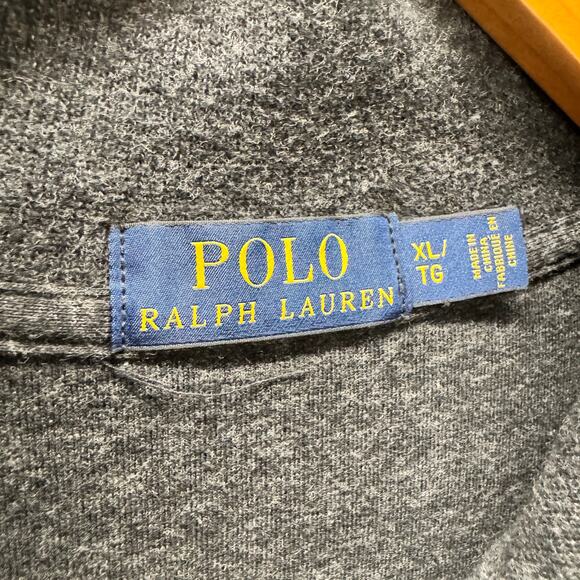 POLO
RALPH LAUREN
XL/
TG
MADE IN
CHINA
FABRIQUÉ EN
CHINE